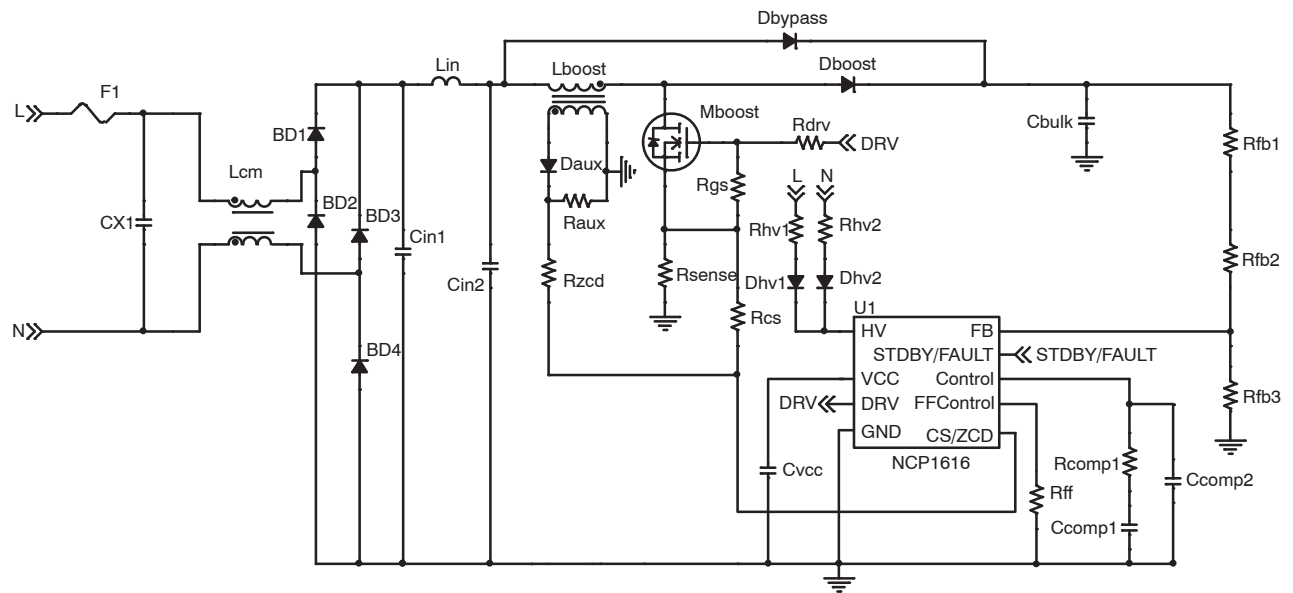 Dbypass
Lin
Lboost
Dboost
L
F1
Mboost
Cbulk
BD1
Rdrv
DRV
Rfb1
Lcm
Daux
L
N
Rgs
BD2
BD3
CX1
Raux
Rhv1
Rhv2
Cin1
Cin2
Rzcd
Rsense
Dhv1
Dhv2
Rfb2
Rcs
U1
N
HV
FB
BD4
STDBY/FAULT
STDBY/FAULT
VCC
Control
DRV
DRV
FFControl
Rfb3
GND
CS/ZCD
NCP1616
Cvcc
Rcomp1
Ccomp2
Rff
Ccomp1